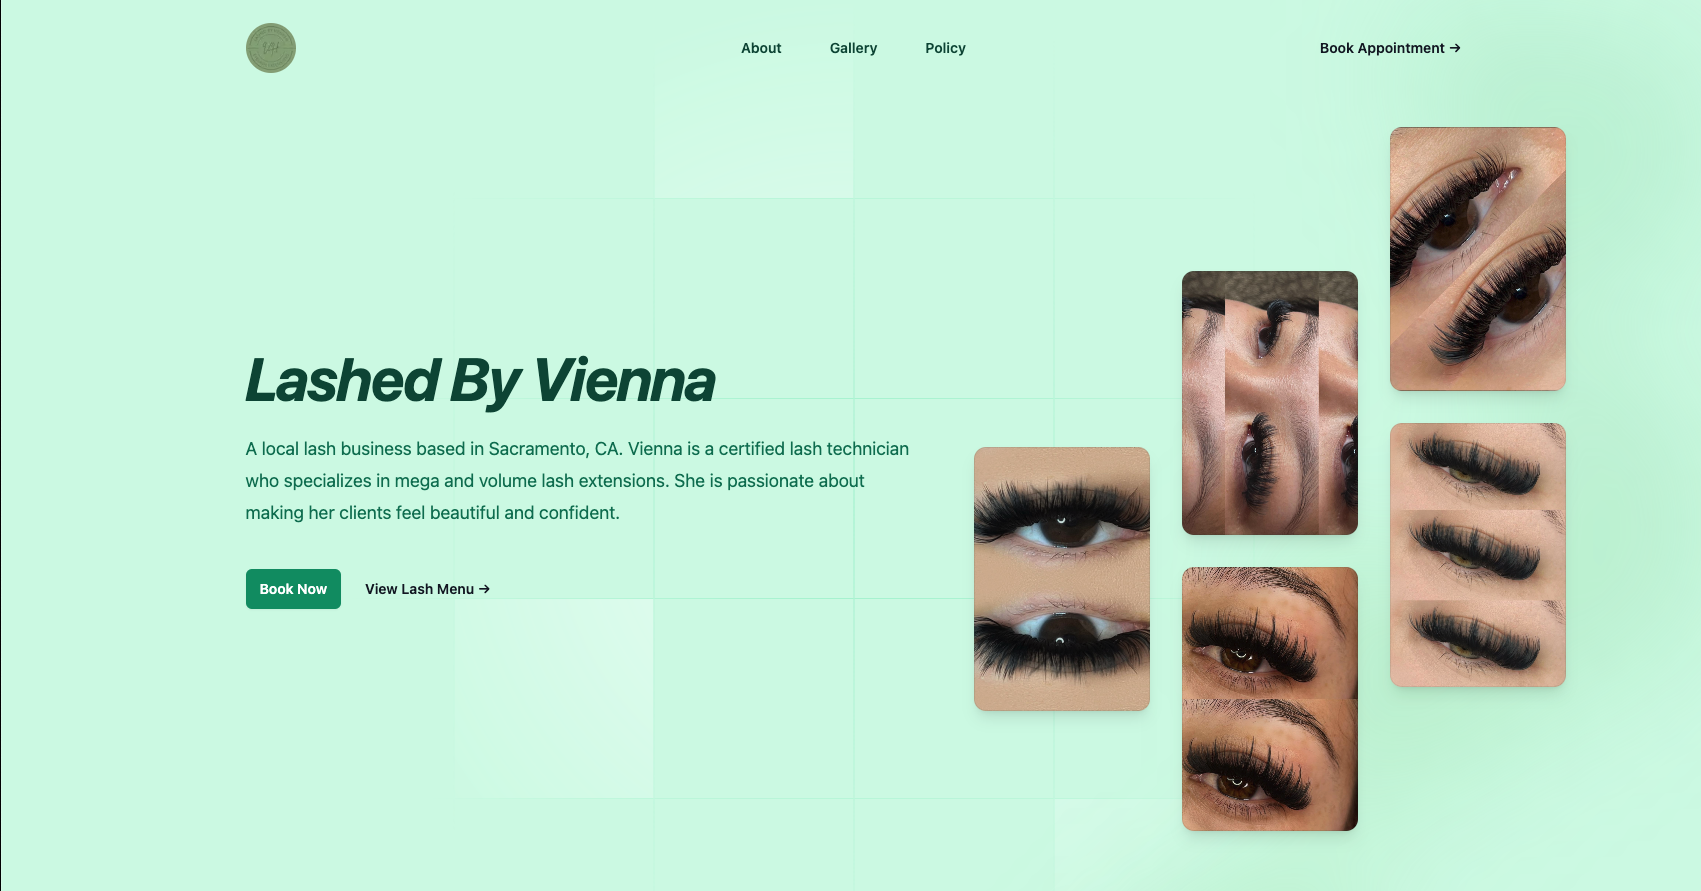 About
Gallery
Policy
Book Appointment →
Lashed By Vienna
A local lash business based in Sacramento, CA. Vienna is a certified lash technician
who specializes in mega and volume lash extensions. She is passionate about
making her clients feel beautiful and confident.
Book Now
View Lash Menu →